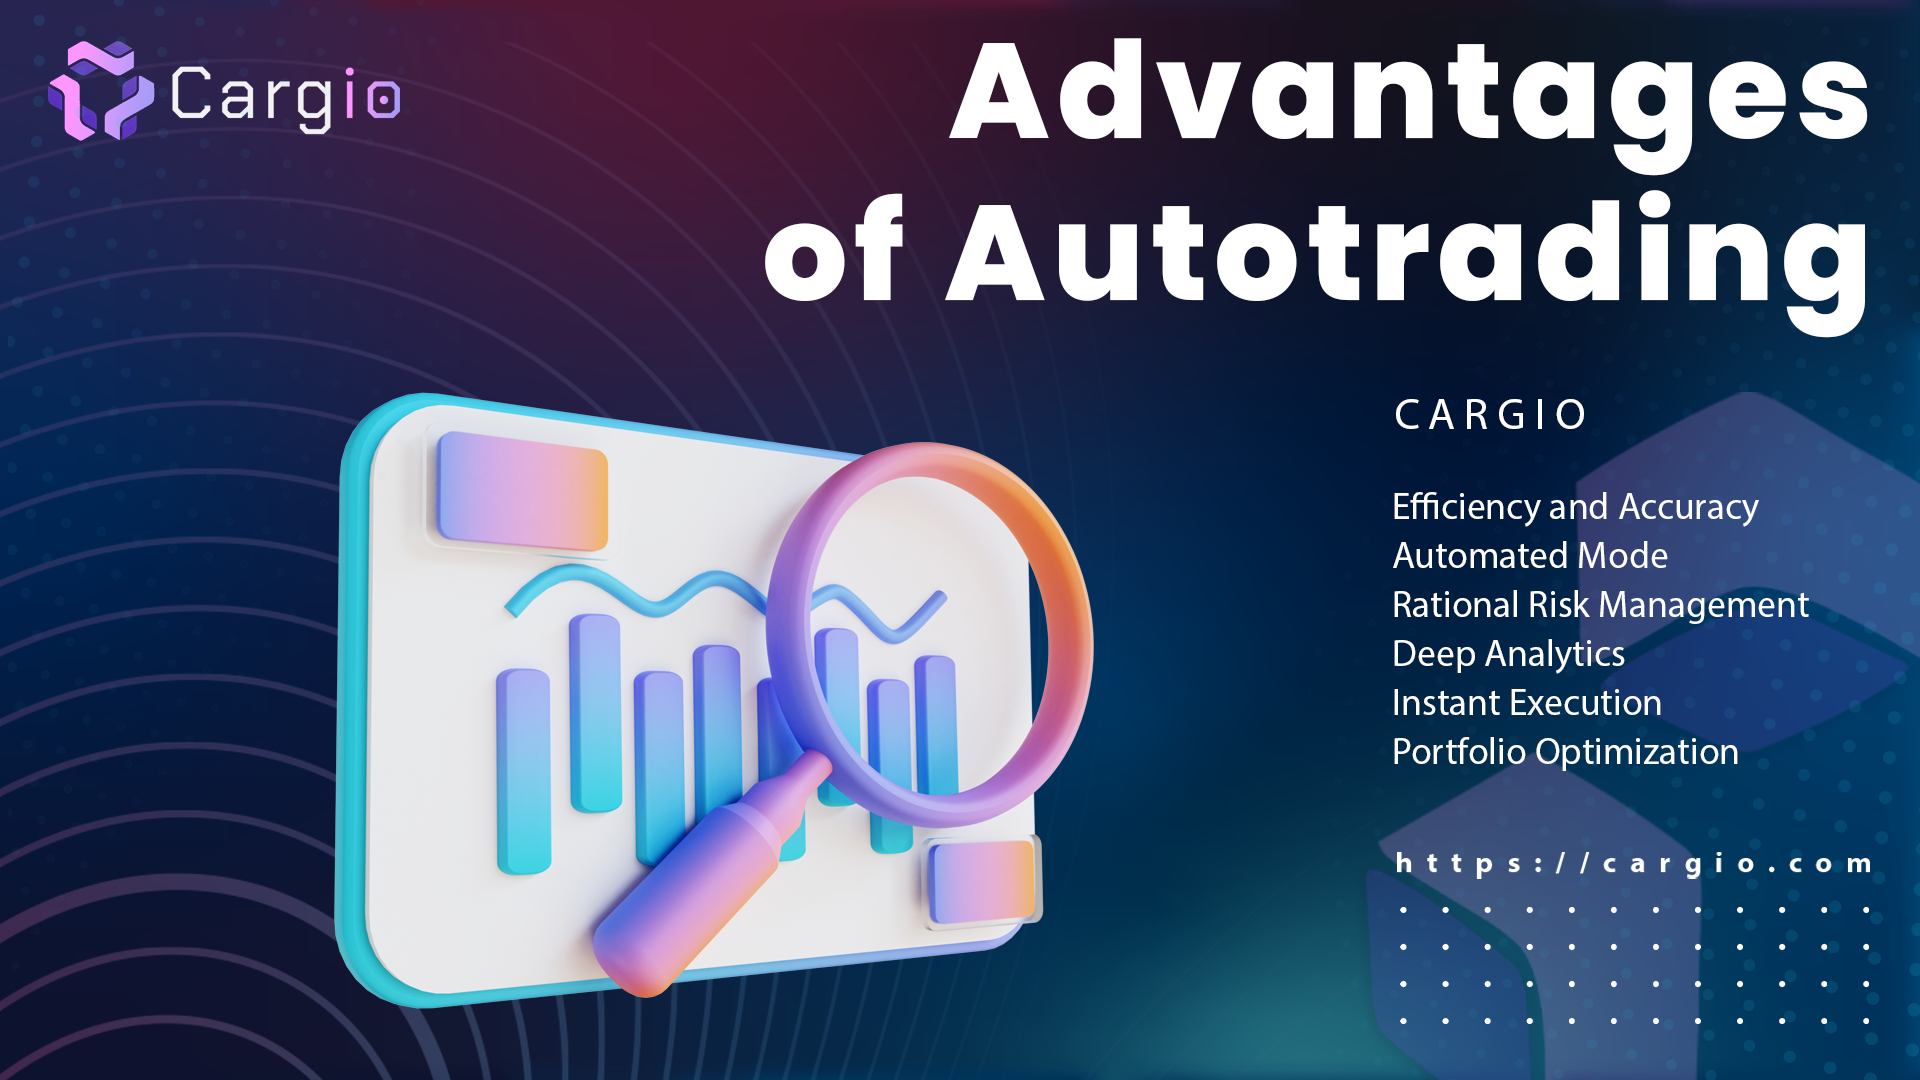 Cargio
Advantages
of Autotrading
CARGIO
Efficiency and Accuracy
Automated Mode
Rational Risk Management
Deep Analytics
Instant Execution
Portfolio Optimization
https://cargio.com